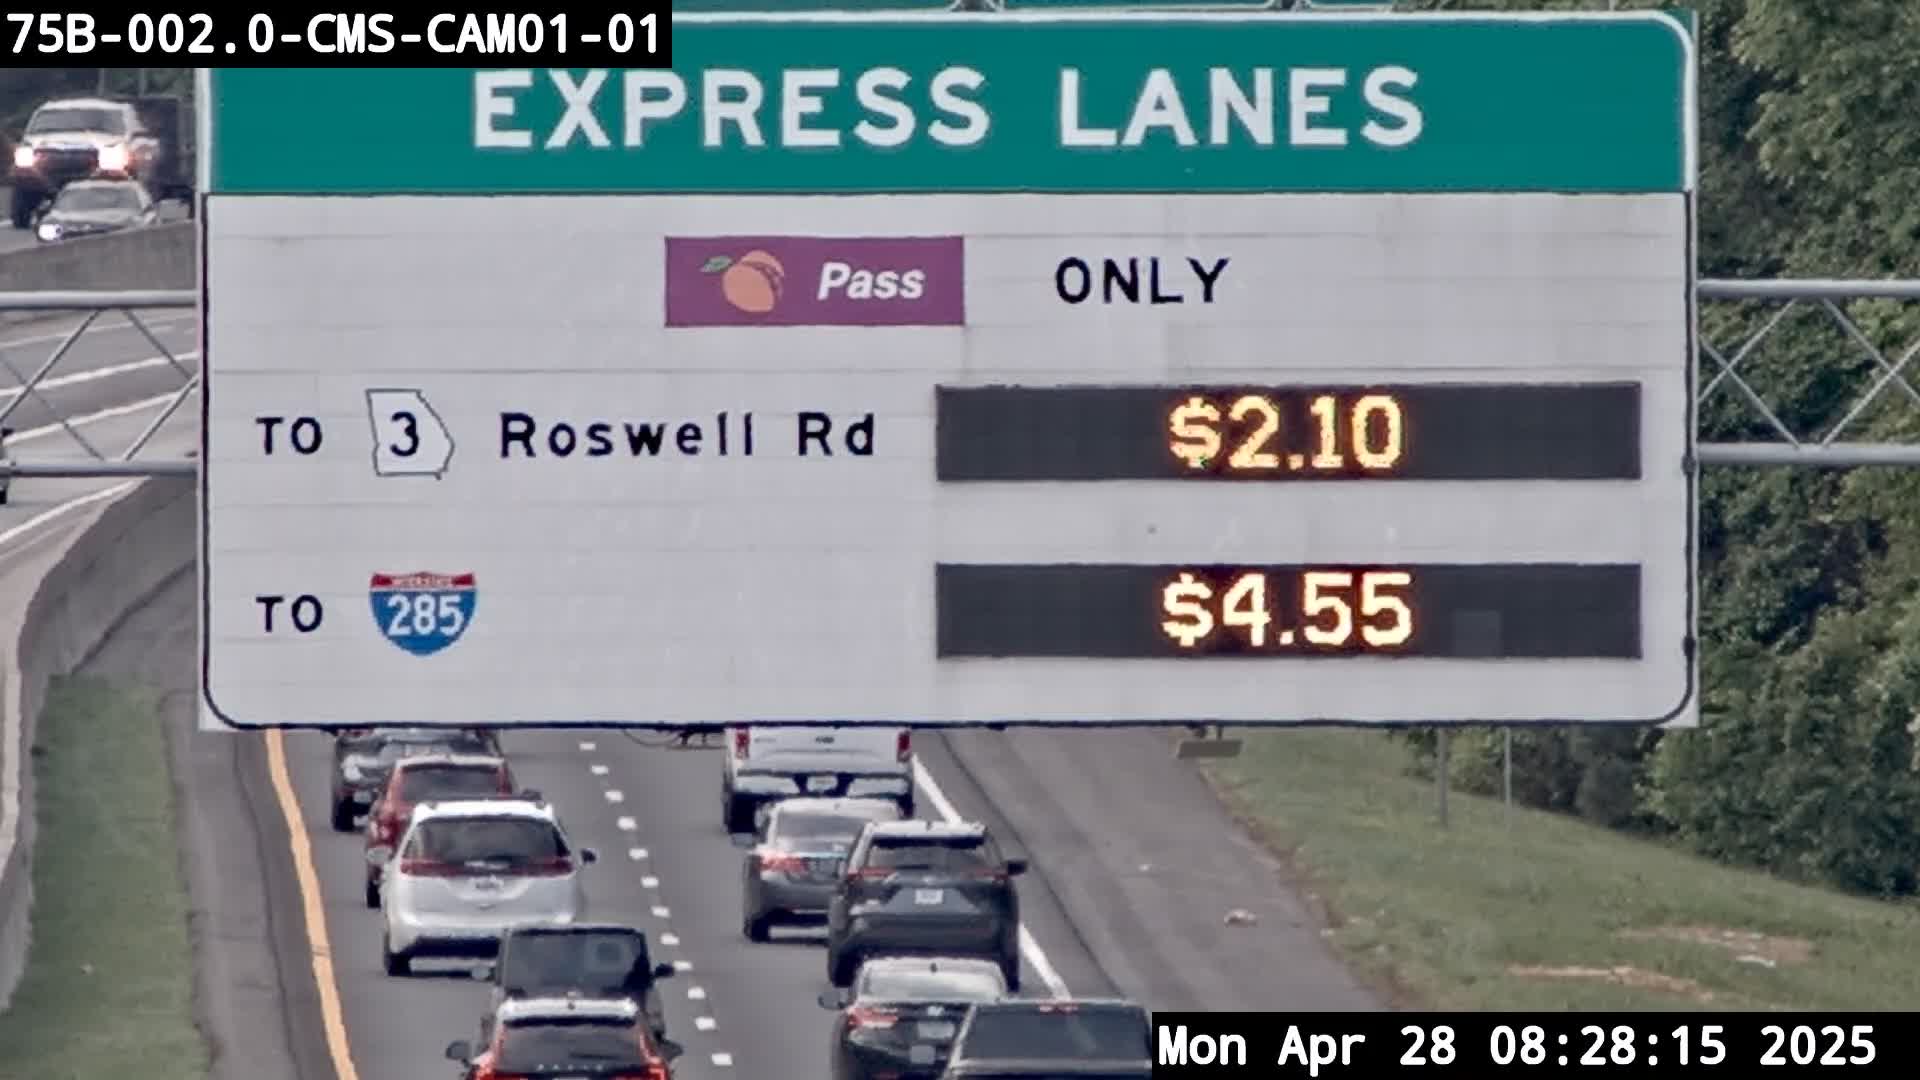 75B-002.0-CMS-CAM01-01
EXPRESS LANES
Pass ONLY
TO 3 Roswell Rd $2.10
TO 285 $4.55
Mon Apr 28 08:28:15 2025